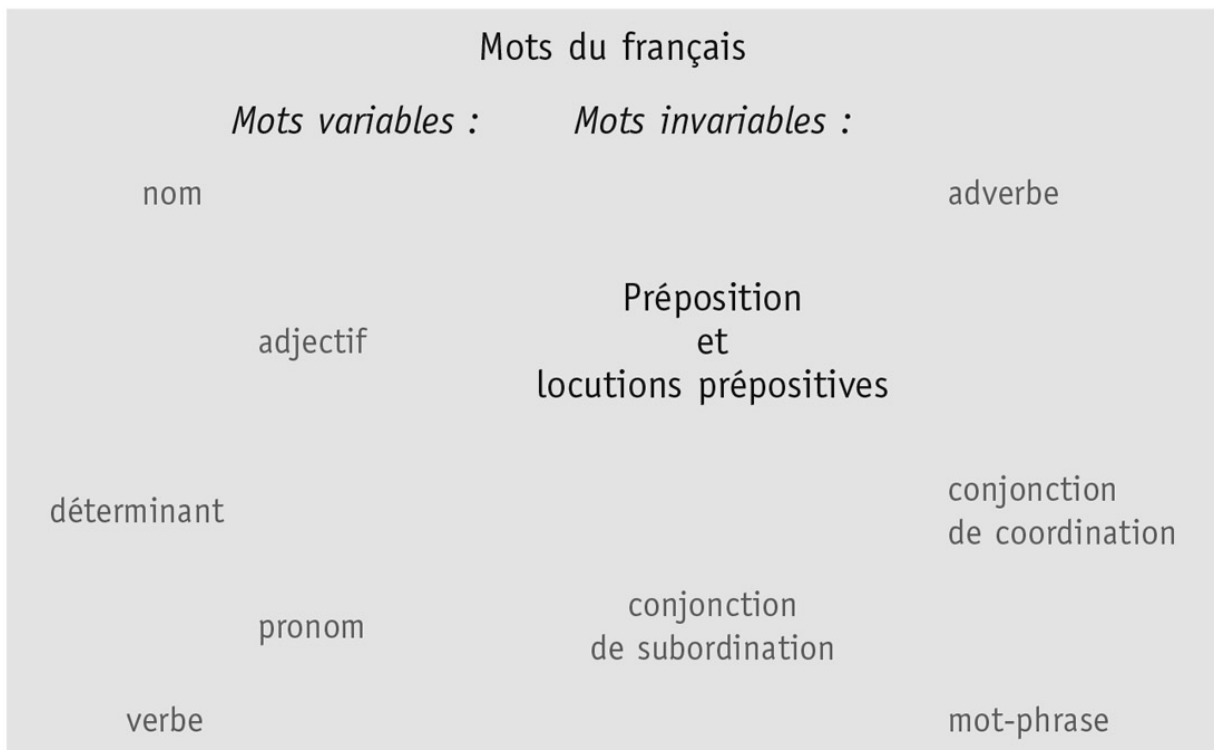 Mots du français
Mots variables :
Mots invariables :
nom
adverbe
Préposition
adjectif
et
locutions prépositives
déterminant
conjonction
de coordination
pronom
conjonction
de subordination
verbe
mot-phrase